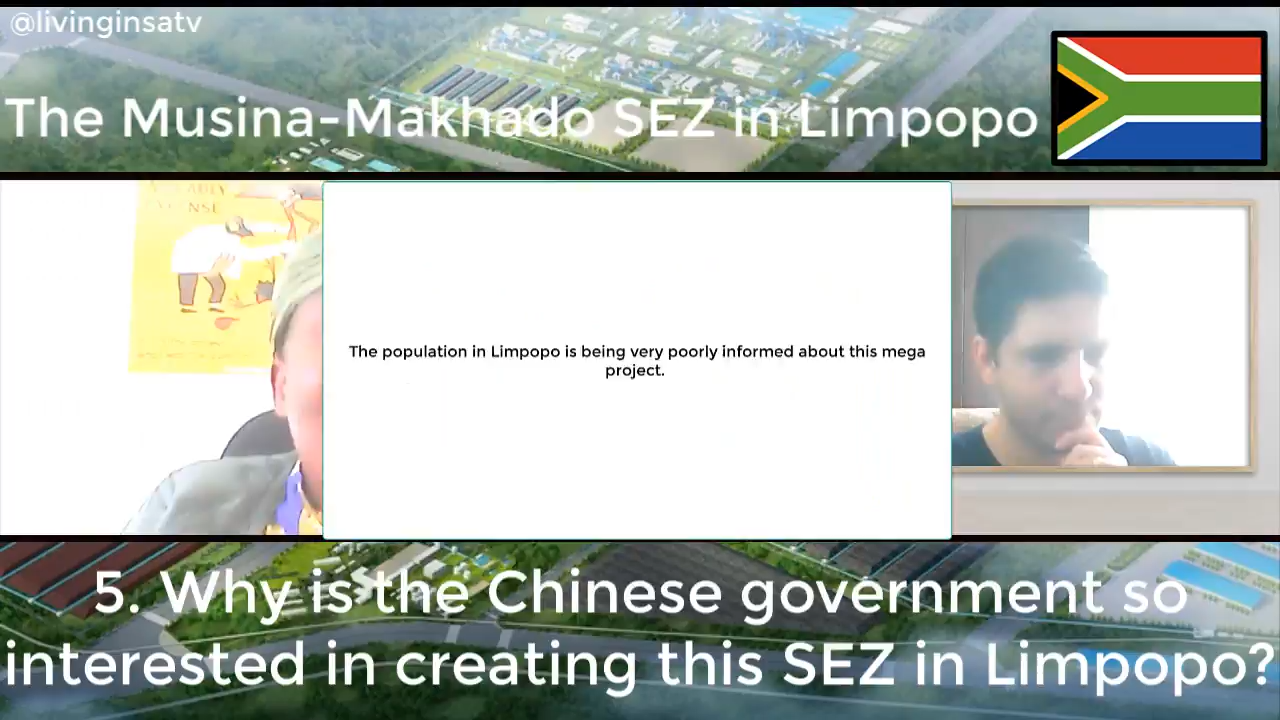 @livinginsatv
The Musina-Makhado SEZ in Limpopo
The population in Limpopo is being very poorly informed about this mega
project.
5. Why is the Chinese government so
interested in creating this SEZ in Limpopo?